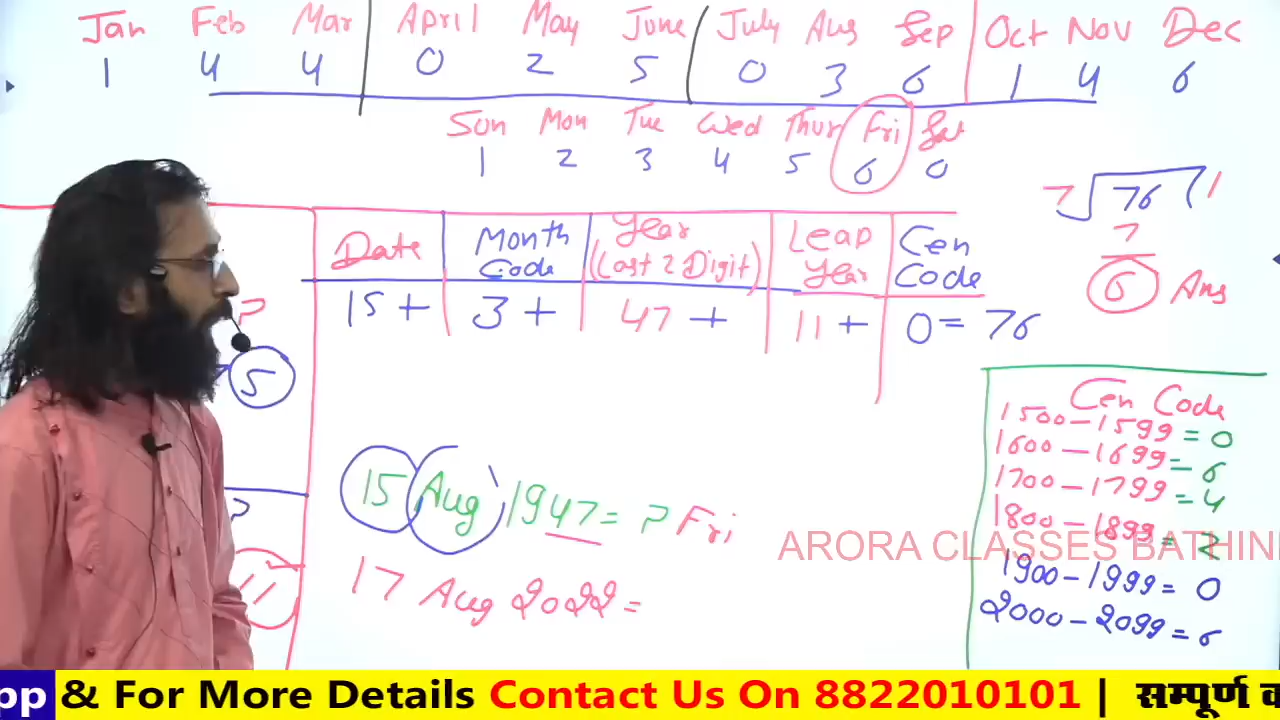 Jan Feb Mar April May June July Aug Sep Oct Nov Dec
1 4 4 0 2 5 0 3 6 1 4 6
Sun Mon Tue Wed Thur Fri Sat
1 2 3 4 5 6 0
7 76 1
7
6 Ans
Date Month Code Year (Last 2 Digit) Leap Year Cen Code
15 + 3 + 47 + 11 + 0 = 76
?
5
?
11
15 Aug 1947 = ? Fri
17 Aug 2022 =
Cen Code
1500-1599 = 0
1600-1699 = 6
1700-1799 = 4
1800-1899 = 2
1900-1999 = 0
2000-2099 = 6
ARORA CLASSES BATHIN
pp & For More Details Contact Us On 8822010101 | सम्पूर्ण